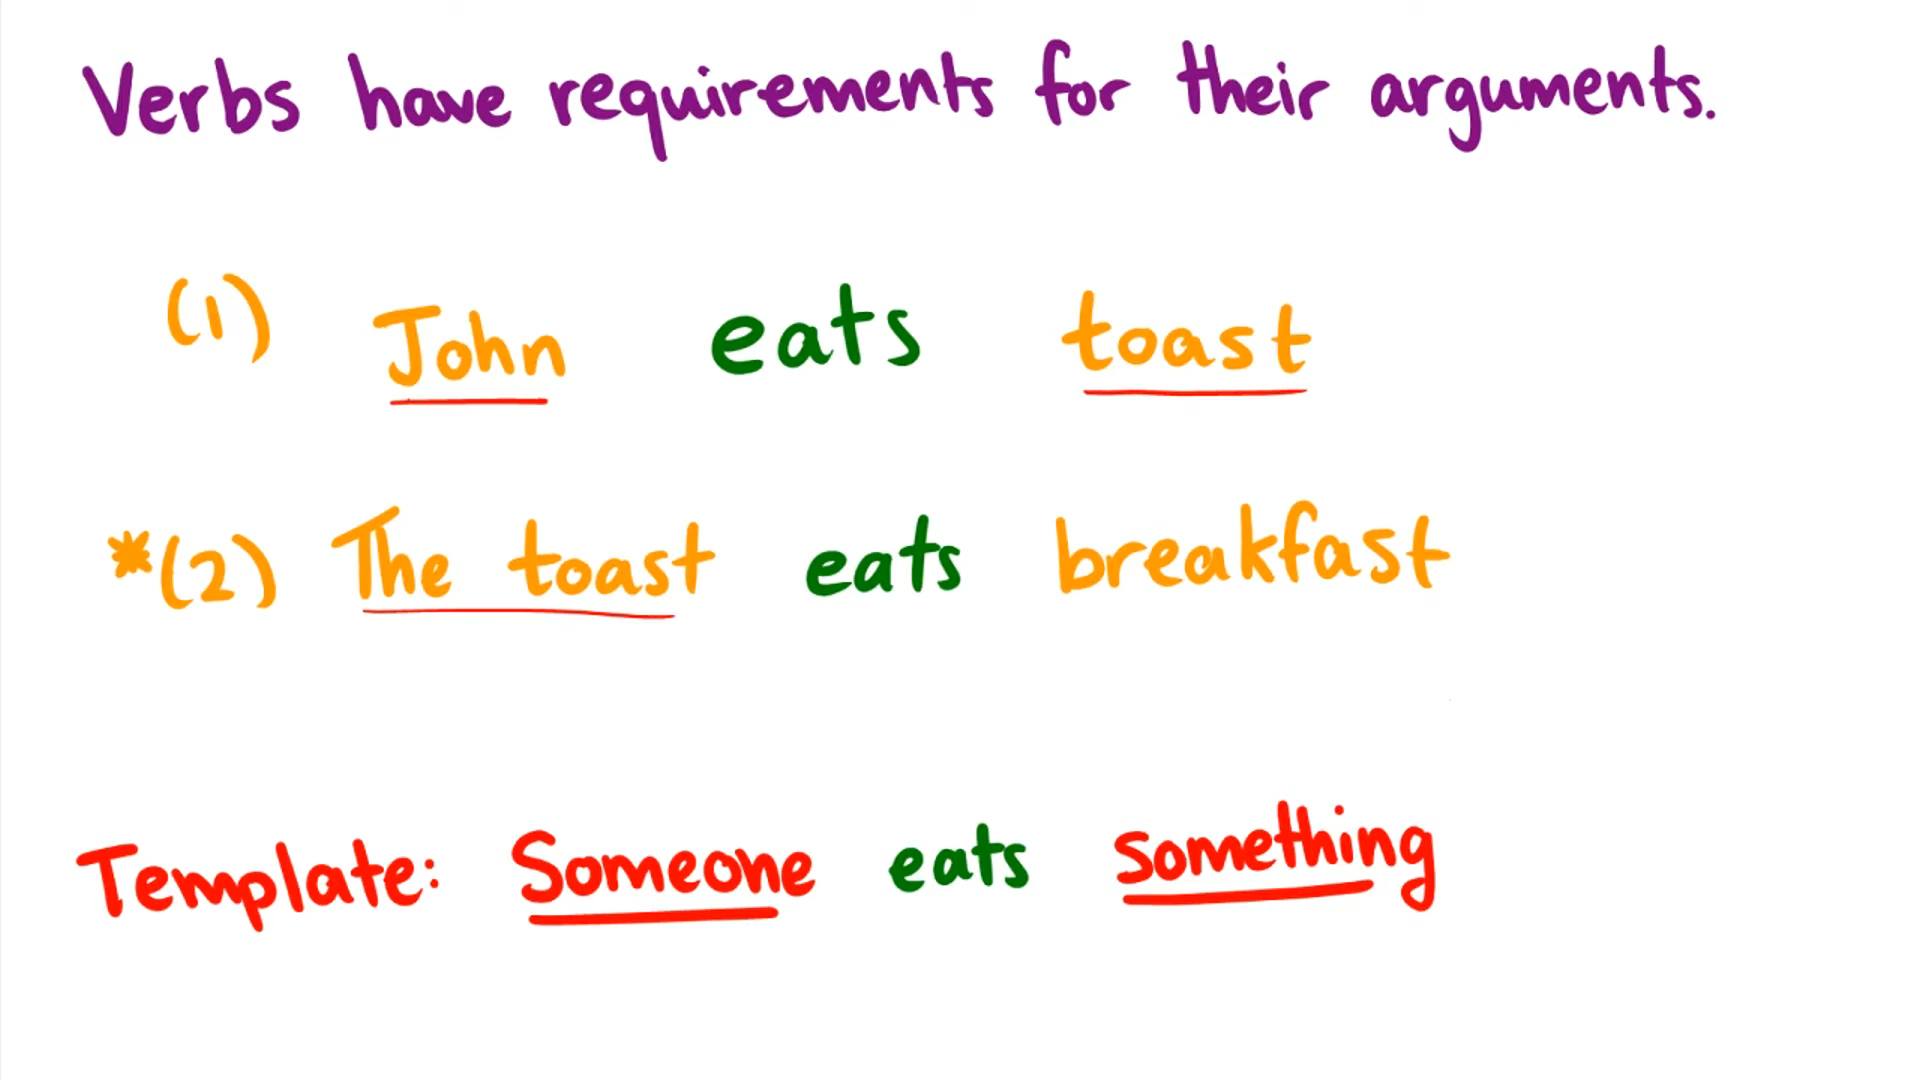 Verbs have requirements for their arguments.
(1) John eats toast
*(2) The toast eats breakfast
Template: Someone eats something